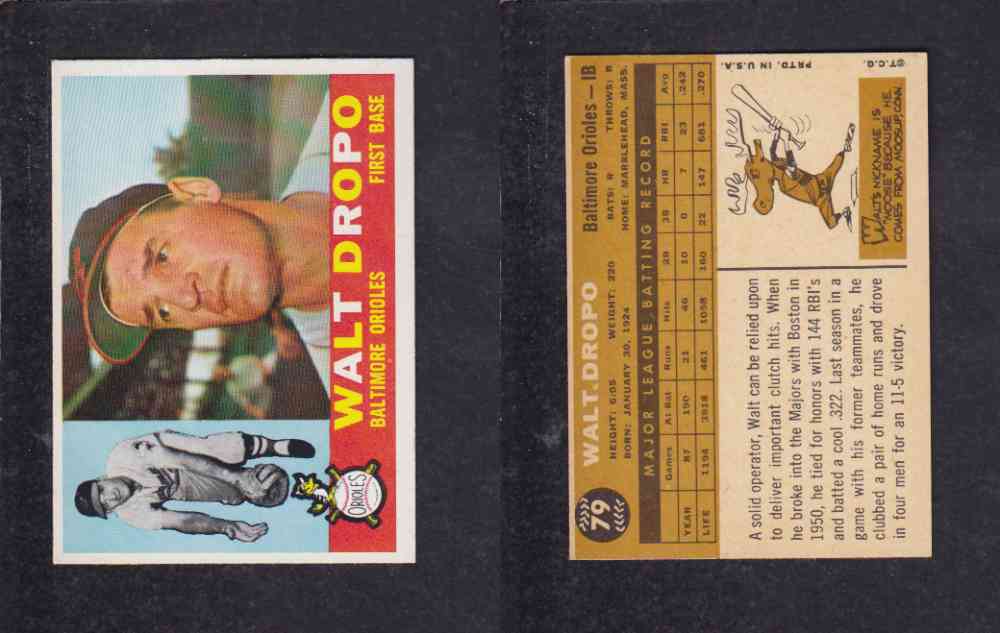 WALT DROPO
BALTIMORE ORIOLES FIRST BASE
ORIOLES
79
WALT DROPO Baltimore Orioles—1B
HEIGHT: 6:05 WEIGHT: 220 BATS: R THROWS: R
BORN: JANUARY 30, 1924 HOME: MARBLEHEAD, MASS.
MAJOR LEAGUE BATTING RECORD
Games At Bat Runs Hits 2B 3B HR RBI Avg
YEAR 87 190 21 46 10 0 7 23 .242
LIFE 1194 3918 461 1058 160 22 147 681 .270
A solid operator, Walt can be relied upon
to deliver important clutch hits. When
he broke into the Majors with Boston in
1950, he tied for honors with 144 RBI's
and batted a cool .322. Last season in a
game with his former teammates, he
clubbed a pair of home runs and drove
in four men for an 11-5 victory.
WALT'S NICKNAME IS
"MOOSE" BECAUSE HE
COMES FROM MOOSUP, CONN.
©T.C.G. PRTD. IN U.S.A.